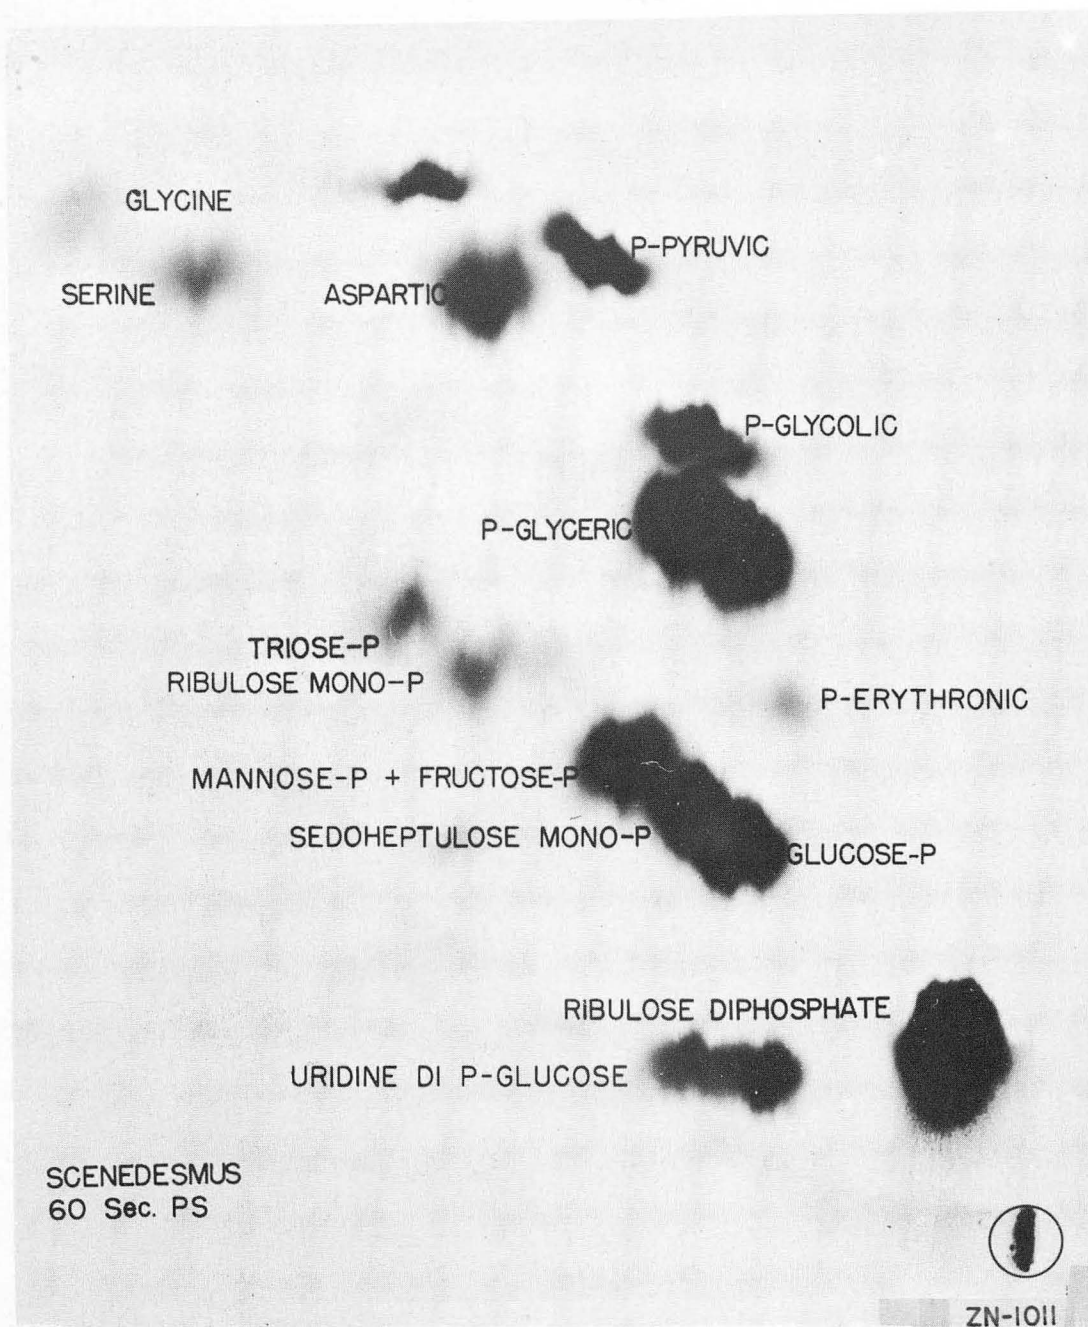 GLYCINE
P-PYRUVIC
SERINE
ASPARTIC
P-GLYCOLIC
P-GLYCERIC
TRIOSE-P
RIBULOSE MONO-P
P-ERYTHRONIC
MANNOSE-P + FRUCTOSE-P
SEDOHEPTULOSE MONO-P
GLUCOSE-P
RIBULOSE DIPHOSPHATE
URIDINE DI P-GLUCOSE
SCENEDESMUS
60 Sec. PS
ZN-1011